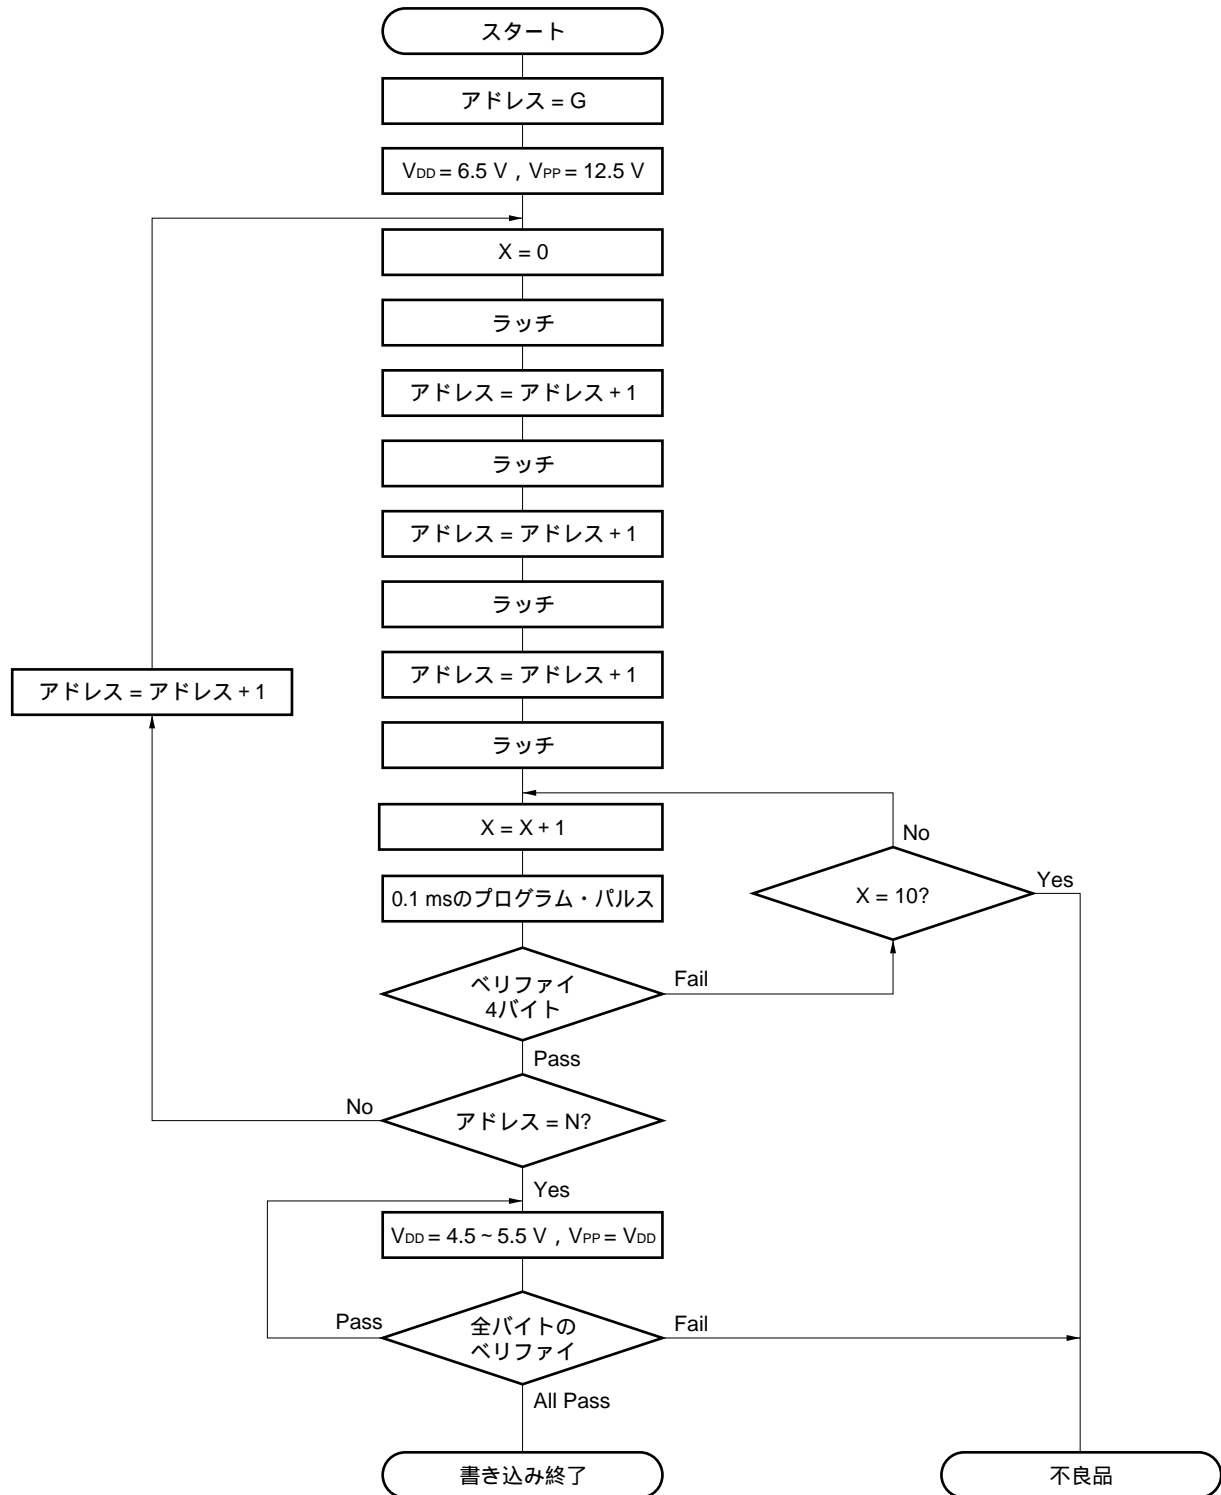 スタート
アドレス = G
VDD = 6.5 V , VPP = 12.5 V
X = 0
ラッチ
アドレス = アドレス + 1
ラッチ
アドレス = アドレス + 1
ラッチ
アドレス = アドレス + 1
アドレス = アドレス + 1
ラッチ
X = X + 1
No
0.1 msのプログラム・パルス
X = 10?
Yes
ベリファイ
4バイト
Fail
Pass
No
アドレス = N?
Yes
VDD = 4.5 ~ 5.5 V , VPP = VDD
Pass
全バイトの
ベリファイ
Fail
All Pass
書き込み終了
不良品